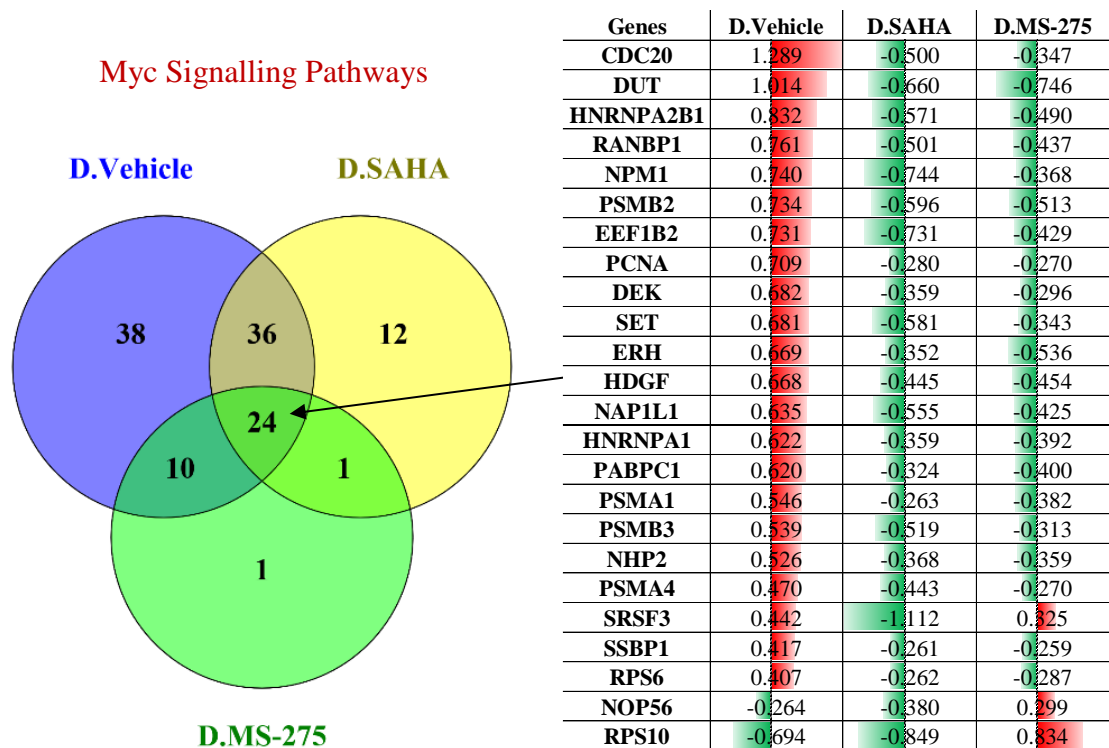 Myc Signalling Pathways
D.Vehicle D.SAHA
38 36 12
24
10 1
1
D.MS-275
Genes D.Vehicle D.SAHA D.MS-275
CDC20 1.289 -0.500 -0.347
DUT 1.014 -0.660 -0.746
HNRNPA2B1 0.832 -0.571 -0.490
RANBP1 0.761 -0.501 -0.437
NPM1 0.740 -0.744 -0.368
PSMB2 0.734 -0.596 -0.513
EEF1B2 0.731 -0.731 -0.429
PCNA 0.709 -0.280 -0.270
DEK 0.682 -0.359 -0.296
SET 0.681 -0.581 -0.343
ERH 0.669 -0.352 -0.536
HDGF 0.668 -0.445 -0.454
NAP1L1 0.635 -0.555 -0.425
HNRNPA1 0.622 -0.359 -0.392
PABPC1 0.620 -0.324 -0.400
PSMA1 0.546 -0.263 -0.382
PSMB3 0.539 -0.519 -0.313
NHP2 0.526 -0.368 -0.359
PSMA4 0.470 -0.443 -0.270
SRSF3 0.442 -1.112 0.325
SSBP1 0.417 -0.261 -0.259
RPS6 0.407 -0.262 -0.287
NOP56 -0.264 -0.380 0.299
RPS10 -0.694 -0.849 0.834